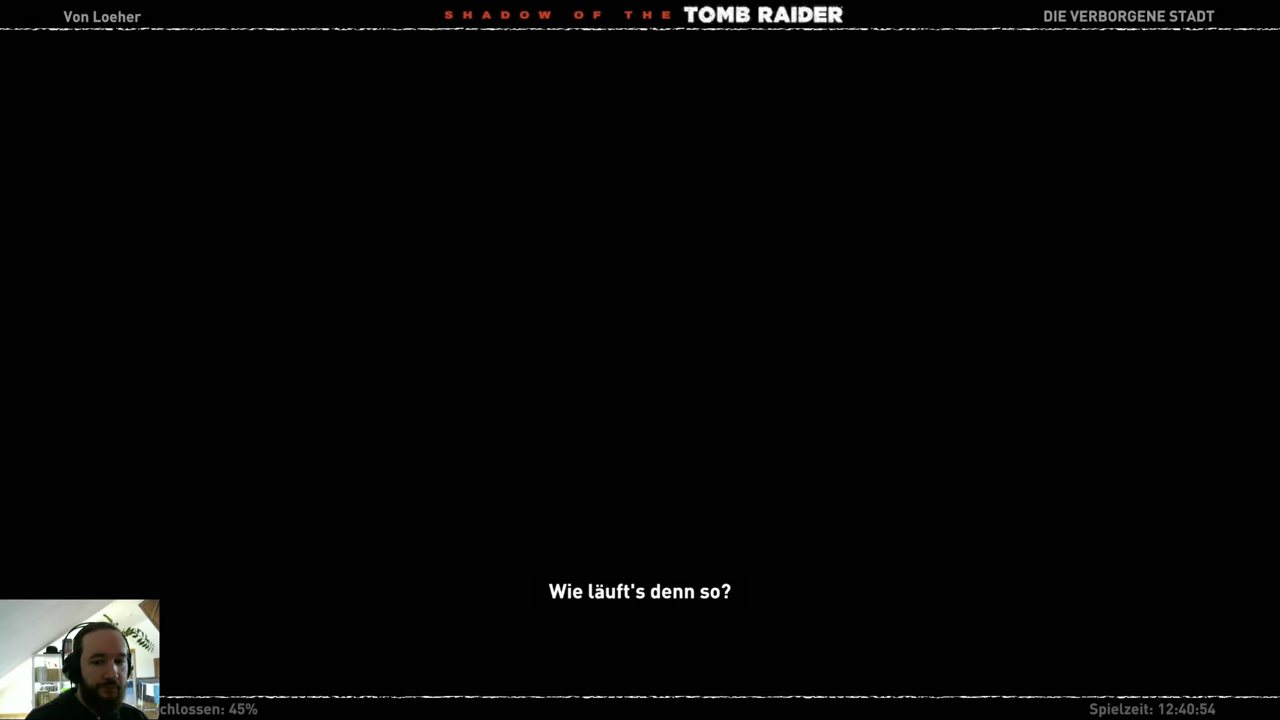 Von Loeher
SHADOW OF THE TOMB RAIDER
DIE VERBORGENE STADT
Wie läuft's denn so?
chlossen: 45%
Spielzeit: 12:40:54